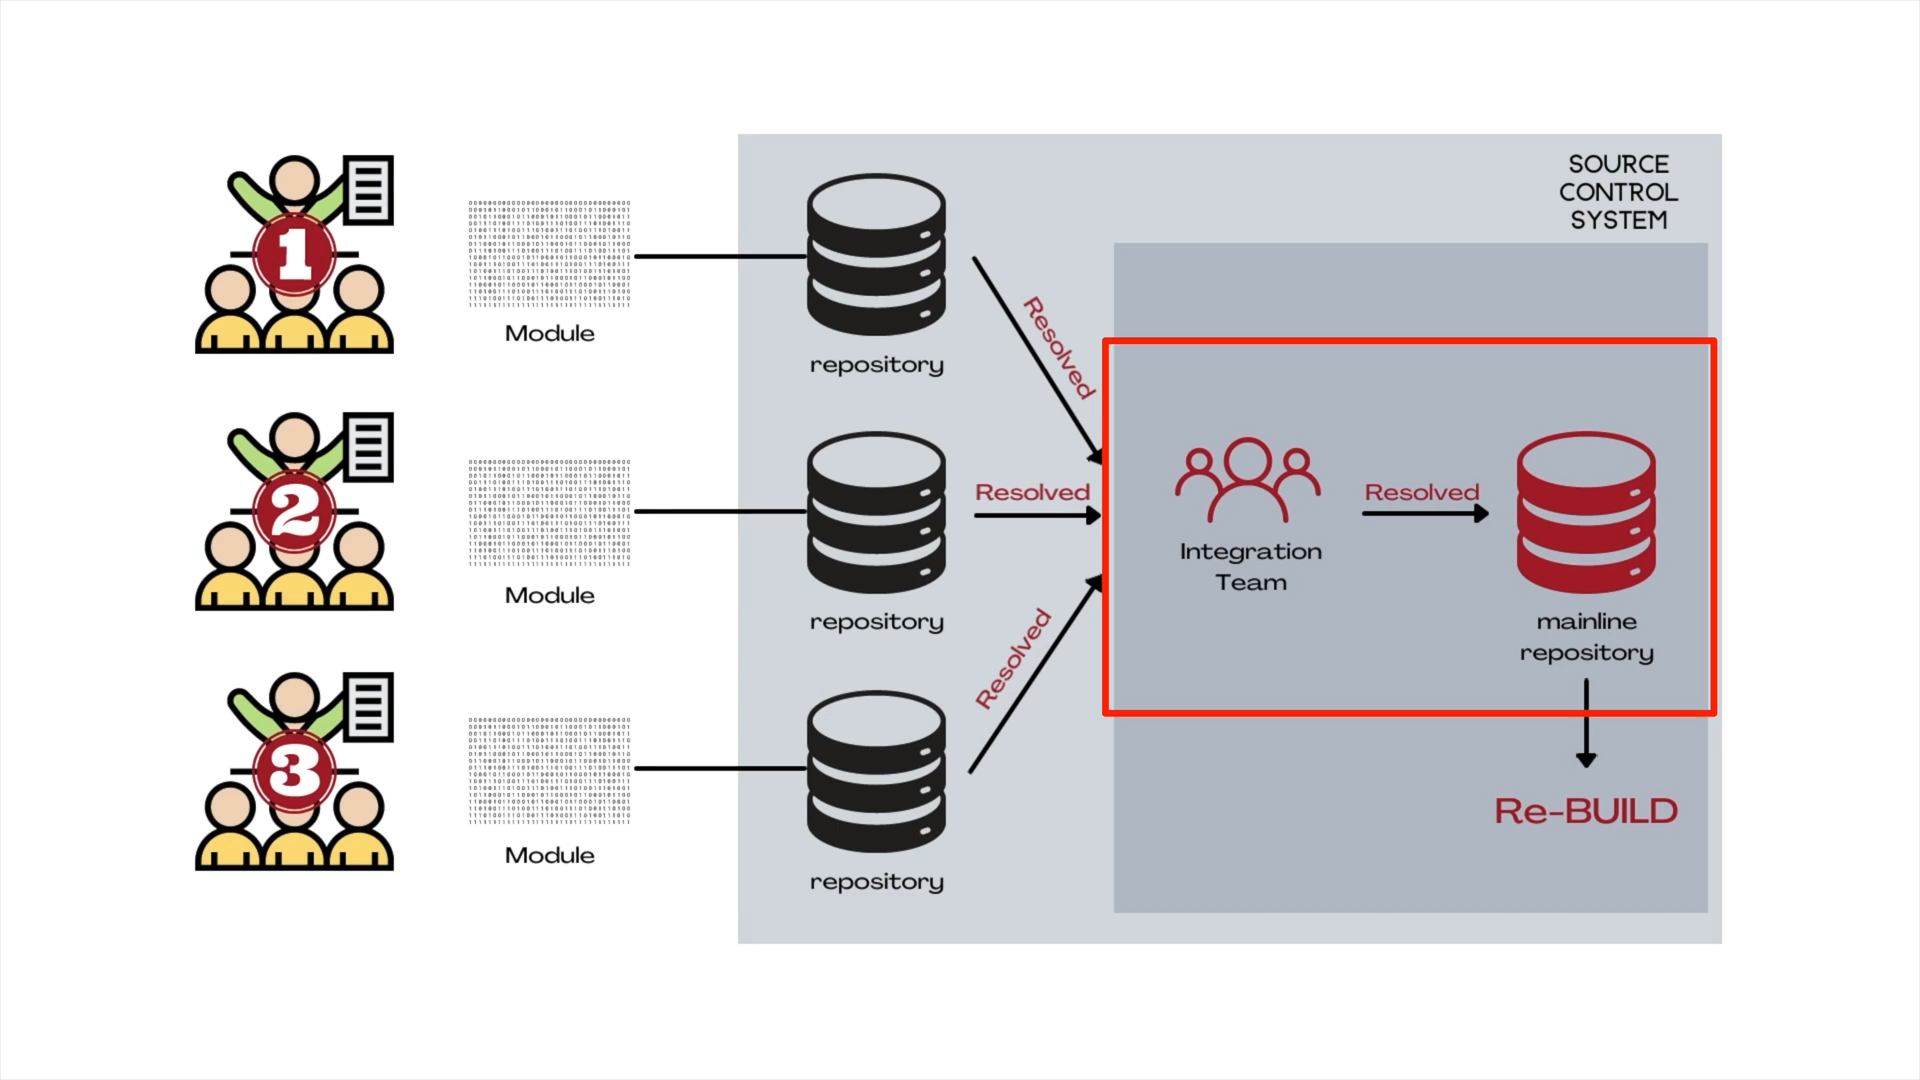 SOURCE
CONTROL
SYSTEM
1
Module
repository
Resolved
2
Module
repository
Resolved
Integration
Team
Resolved
mainline
repository
3
Module
repository
Resolved
Re-BUILD